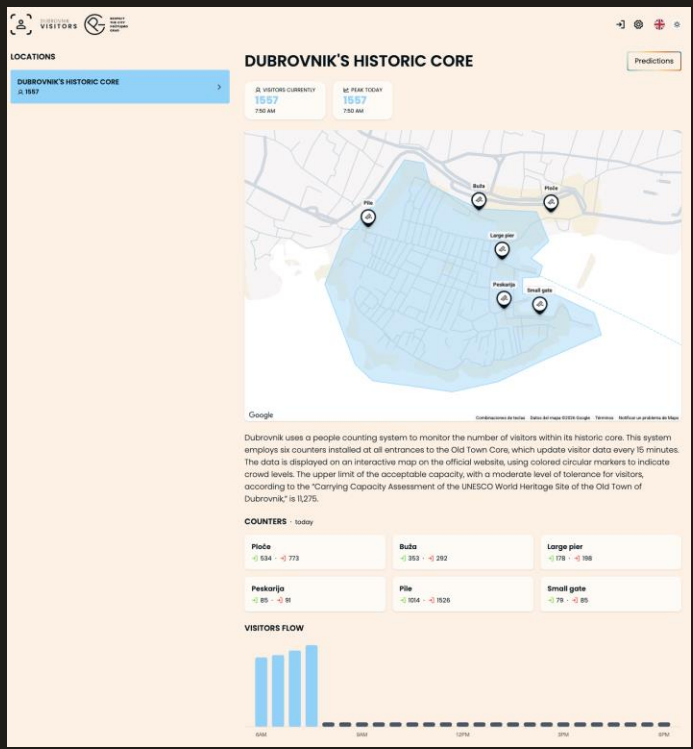 DUBROVNIK
VISITORS
RESPECT
THE CITY
LOCATIONS
DUBROVNIK'S HISTORIC CORE
1557
DUBROVNIK'S HISTORIC CORE
Predictions
VISITORS CURRENTLY
1557
7:50 AM
PEAK TODAY
1557
7:50 AM
Pile
Buža
Ploče
Large pier
Peskarija
Small gate
Google
Combinaciones de teclas Datos del mapa ©2026 Google Términos Notificar un problema de Maps
Dubrovnik uses a people counting system to monitor the number of visitors within its historic core. This system
employs six counters installed at all entrances to the Old Town Core, which update visitor data every 15 minutes.
The data is displayed on an interactive map on the official website, using colored circular markers to indicate
crowd levels. The upper limit of the acceptable capacity, with a moderate level of tolerance for visitors,
according to the "Carrying Capacity Assessment of the UNESCO World Heritage Site of the Old Town of
Dubrovnik," is 11,275.
COUNTERS · today
Ploče
534 · 773
Buža
353 · 292
Large pier
178 · 198
Peskarija
85 · 91
Pile
1014 · 1526
Small gate
79 · 85
VISITORS FLOW
6AM 9AM 12PM 3PM 6PM